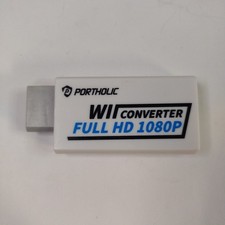 PORTHOLIC
WII CONVERTER
FULL HD 1080P